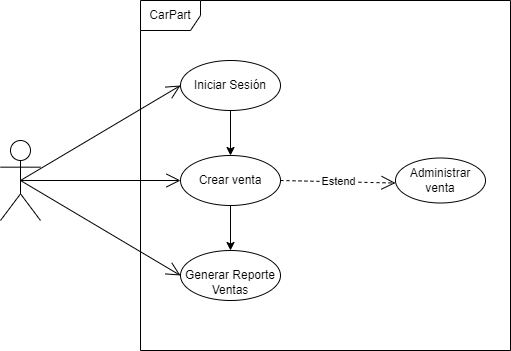 CarPart
Iniciar Sesión
Crear venta
Estend
Administrar
venta
Generar Reporte
Ventas